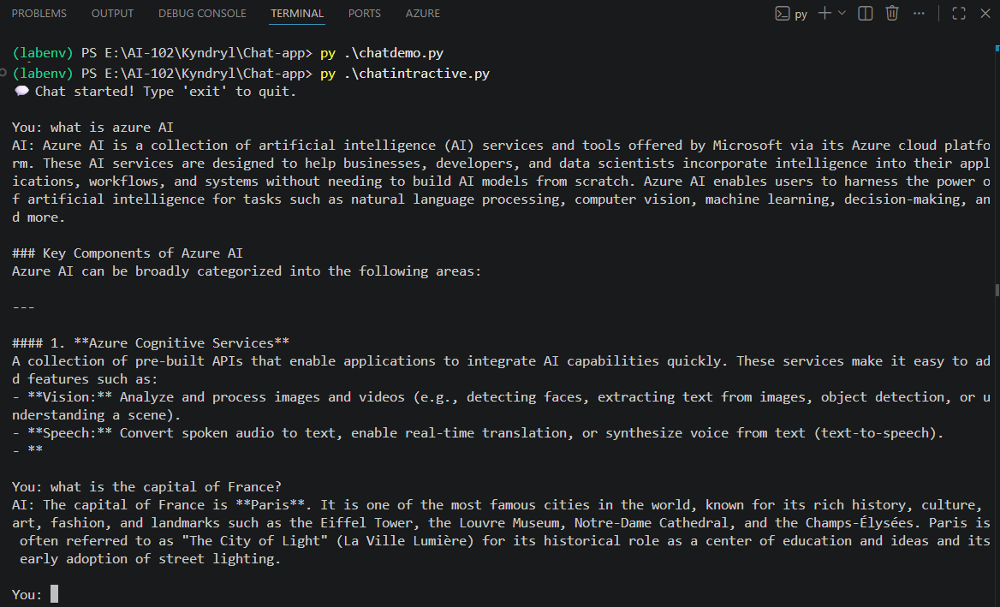 PROBLEMS OUTPUT DEBUG CONSOLE TERMINAL PORTS AZURE py
(labenv) PS E:\AI-102\Kyndryl\Chat-app> py .\chatdemo.py
(labenv) PS E:\AI-102\Kyndryl\Chat-app> py .\chatintractive.py
💬 Chat started! Type 'exit' to quit.
You: what is azure AI
AI: Azure AI is a collection of artificial intelligence (AI) services and tools offered by Microsoft via its Azure cloud platfo
rm. These AI services are designed to help businesses, developers, and data scientists incorporate intelligence into their appl
ications, workflows, and systems without needing to build AI models from scratch. Azure AI enables users to harness the power o
f artificial intelligence for tasks such as natural language processing, computer vision, machine learning, decision-making, an
d more.
### Key Components of Azure AI
Azure AI can be broadly categorized into the following areas:
---
#### 1. **Azure Cognitive Services**
A collection of pre-built APIs that enable applications to integrate AI capabilities quickly. These services make it easy to ad
d features such as:
- **Vision:** Analyze and process images and videos (e.g., detecting faces, extracting text from images, object detection, or u
nderstanding a scene).
- **Speech:** Convert spoken audio to text, enable real-time translation, or synthesize voice from text (text-to-speech).
- **
You: what is the capital of France?
AI: The capital of France is **Paris**. It is one of the most famous cities in the world, known for its rich history, culture,
art, fashion, and landmarks such as the Eiffel Tower, the Louvre Museum, Notre-Dame Cathedral, and the Champs-Élysées. Paris is
often referred to as "The City of Light" (La Ville Lumière) for its historical role as a center of education and ideas and its
early adoption of street lighting.
You: